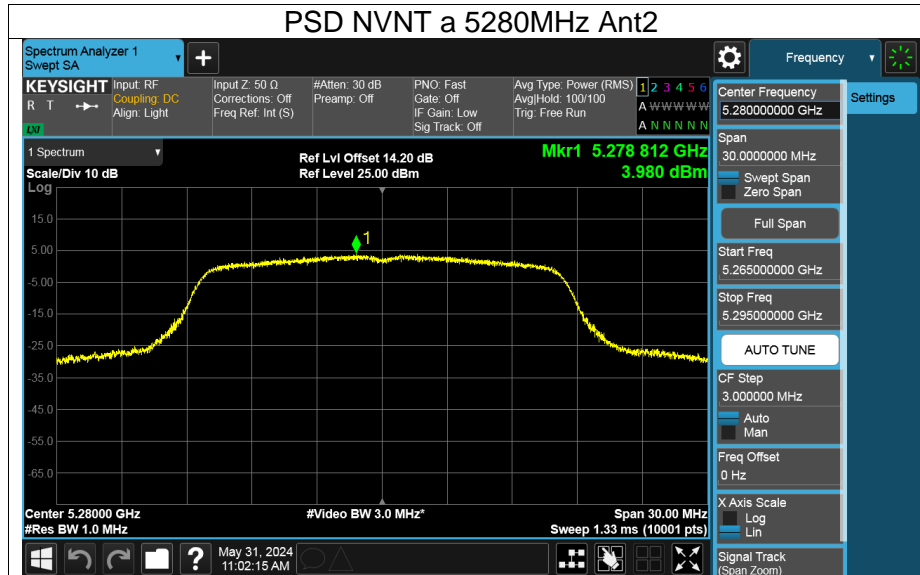 PSD NVNT a 5280MHz Ant2
Spectrum Analyzer 1
Swept SA
Frequency
KEYSIGHT
R T
LXI
Input: RF
Coupling: DC
Align: Light
Input Z: 50 Ω
Corrections: Off
Freq Ref: Int (S)
#Atten: 30 dB
Preamp: Off
PNO: Fast
Gate: Off
IF Gain: Low
Sig Track: Off
Avg Type: Power (RMS)
Avg|Hold: 100/100
Trig: Free Run
1 2 3 4 5 6
A W W W W W
A N N N N N
1 Spectrum
Scale/Div 10 dB
Log
Ref Lvl Offset 14.20 dB
Ref Level 25.00 dBm
Mkr1 5.278 812 GHz
3.980 dBm
15.0
5.00
-5.00
-15.0
-25.0
-35.0
-45.0
-55.0
-65.0
1
Center 5.28000 GHz
#Res BW 1.0 MHz
#Video BW 3.0 MHz*
Span 30.00 MHz
Sweep 1.33 ms (10001 pts)
May 31, 2024
11:02:15 AM
Center Frequency
5.280000000 GHz
Settings
Span
30.0000000 MHz
Swept Span
Zero Span
Full Span
Start Freq
5.265000000 GHz
Stop Freq
5.295000000 GHz
AUTO TUNE
CF Step
3.000000 MHz
Auto
Man
Freq Offset
0 Hz
X Axis Scale
Log
Lin
Signal Track
(Span Zoom)